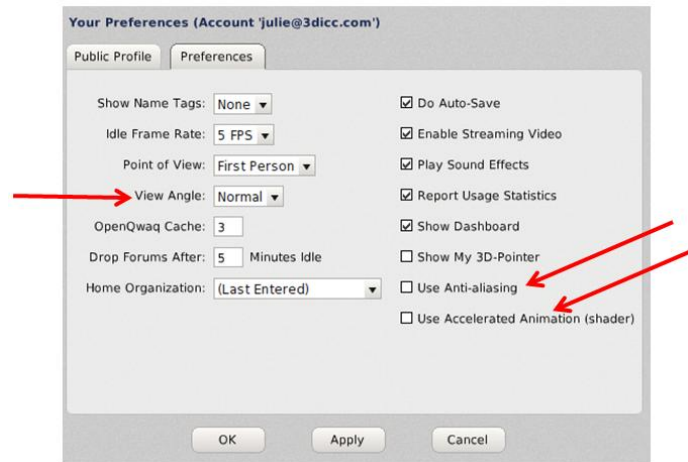 Your Preferences (Account 'julie@3dicc.com')
Public Profile Preferences
Show Name Tags: None
Idle Frame Rate: 5 FPS
Point of View: First Person
View Angle: Normal
OpenQwaq Cache: 3
Drop Forums After: 5 Minutes Idle
Home Organization: (Last Entered)
Do Auto-Save
Enable Streaming Video
Play Sound Effects
Report Usage Statistics
Show Dashboard
Show My 3D-Pointer
Use Anti-aliasing
Use Accelerated Animation (shader)
OK Apply Cancel